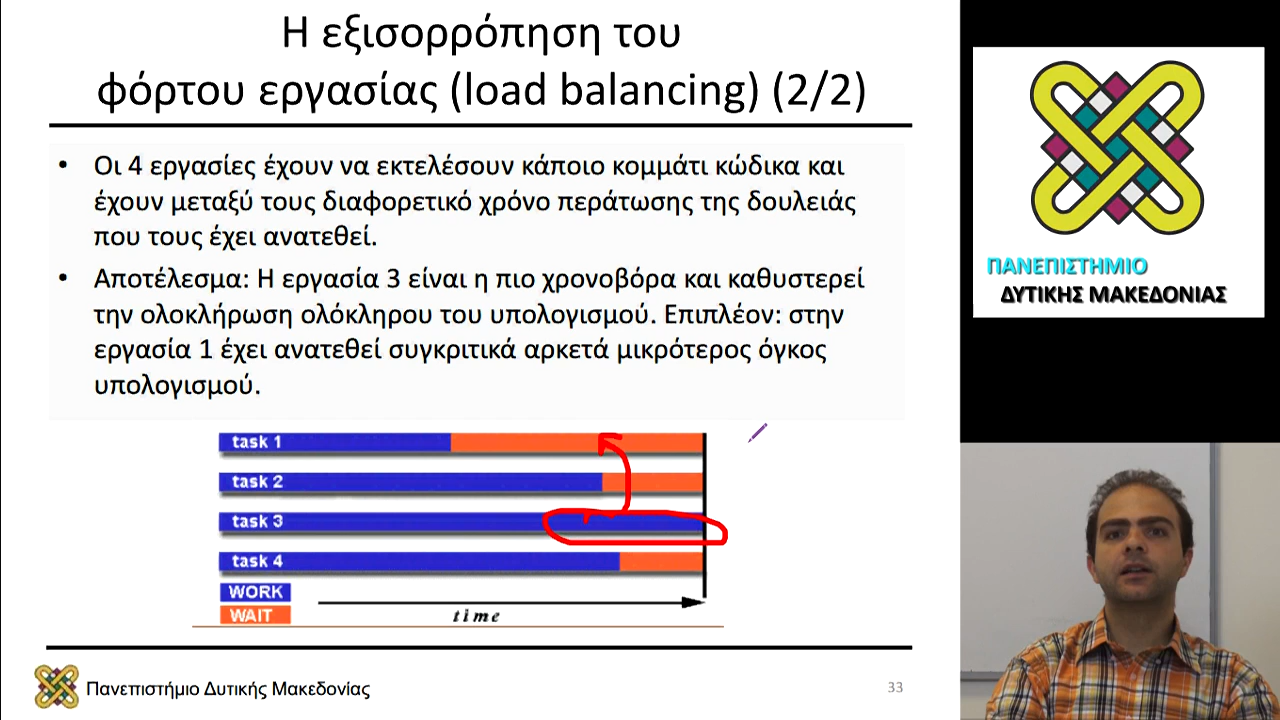 Η εξισορρόπηση του
φόρτου εργασίας (load balancing) (2/2)
• Οι 4 εργασίες έχουν να εκτελέσουν κάποιο κομμάτι κώδικα και
έχουν μεταξύ τους διαφορετικό χρόνο περάτωσης της δουλειάς
που τους έχει ανατεθεί.
• Αποτέλεσμα: Η εργασία 3 είναι η πιο χρονοβόρα και καθυστερεί
την ολοκλήρωση ολόκληρου του υπολογισμού. Επιπλέον: στην
εργασία 1 έχει ανατεθεί συγκριτικά αρκετά μικρότερος όγκος
υπολογισμού.
task 1
task 2
task 3
task 4
WORK
WAIT
time
Πανεπιστήμιο Δυτικής Μακεδονίας
33
ΠΑΝΕΠΙΣΤΗΜΙΟ
ΔΥΤΙΚΗΣ ΜΑΚΕΔΟΝΙΑΣ